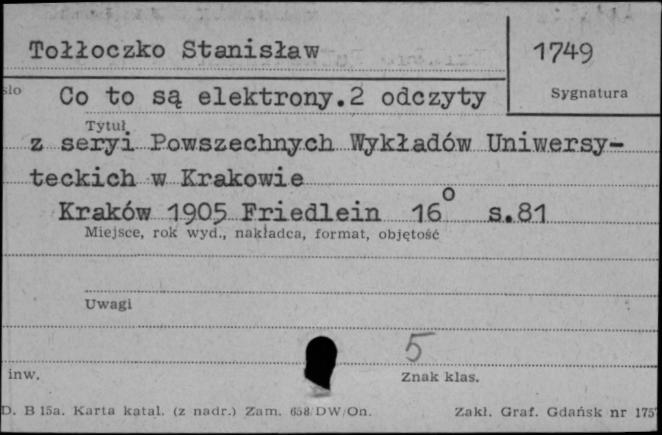 Tołłoczko Stanisław
1749
sło Co to są elektrony.2 odczyty
Sygnatura
Tytuł
z seryi Powszechnych Wykładów Uniwersy-
teckich w Krakowie
Kraków 1905 Friedlein 16° s.81
Miejsce, rok wyd., nakładca, format, objętość
Uwagi
5
inw.
Znak klas.
D. B 15a. Karta katal. (z nadr.) Zam. 658/DW/On. Zakł. Graf. Gdańsk nr 1757